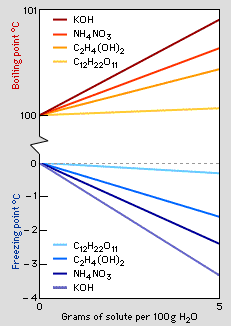 101
KOH
NH₄NO₃
C₂H₄(OH)₂
C₁₂H₂₂O₁₁
Boiling point °C
100
0
C₁₂H₂₂O₁₁
C₂H₄(OH)₂
NH₄NO₃
KOH
Freezing point °C
−1
−2
−3
−4
0
5
Grams of solute per 100g H₂O